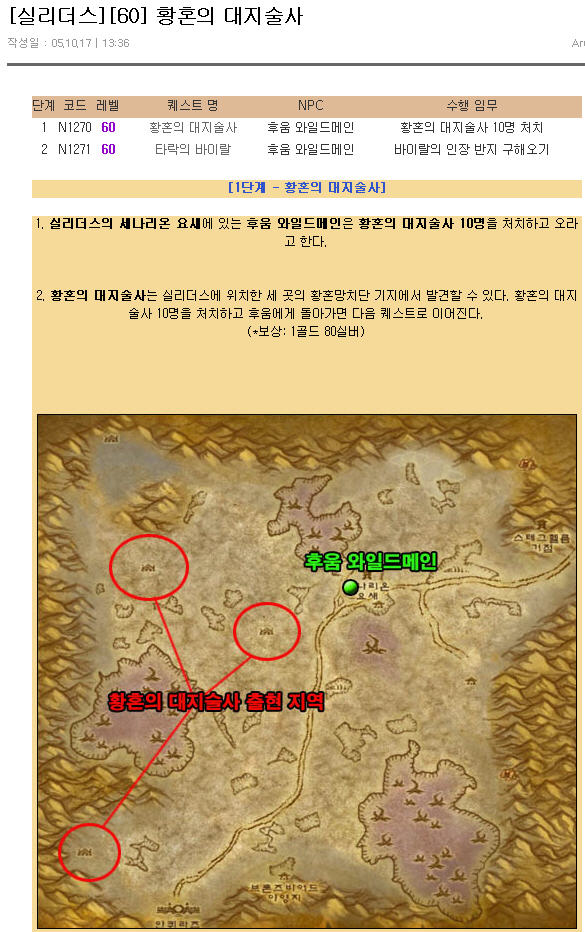 [실리더스][60] 황혼의 대지술사
작성일 : 05,10,17 | 13:36
단계 코드 레벨 퀘스트 명 NPC 수행 임무
1 N1270 60 황혼의 대지술사 후움 와일드메인 황혼의 대지술사 10명 처치
2 N1271 60 타락의 바이랄 후움 와일드메인 바이랄의 인장 반지 구해오기
[1단계 - 황혼의 대지술사]
1. 실리더스의 세나리온 요새에 있는 후움 와일드메인은 황혼의 대지술사 10명을 처치하고 오라
고 한다.
2. 황혼의 대지술사는 실리더스에 위치한 세 곳의 황혼망치단 기지에서 발견할 수 있다. 황혼의 대지
술사 10명을 처치하고 후움에게 돌아가면 다음 퀘스트로 이어진다.
(*보상: 1골드 80실버)
스태그헬름
거점
후움 와일드메인
나리온
요새
황혼의 대지술사 출현 지역
브론즈비어드
야영지
안퀴라즈